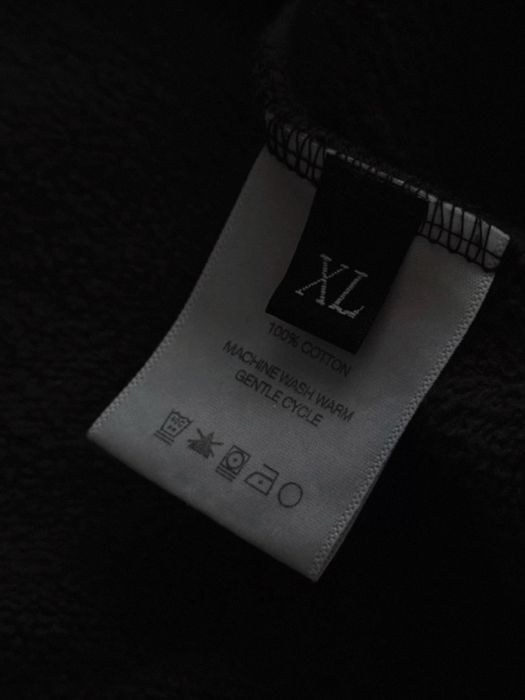 XL
100% COTTON
MACHINE WASH WARM
GENTLE CYCLE